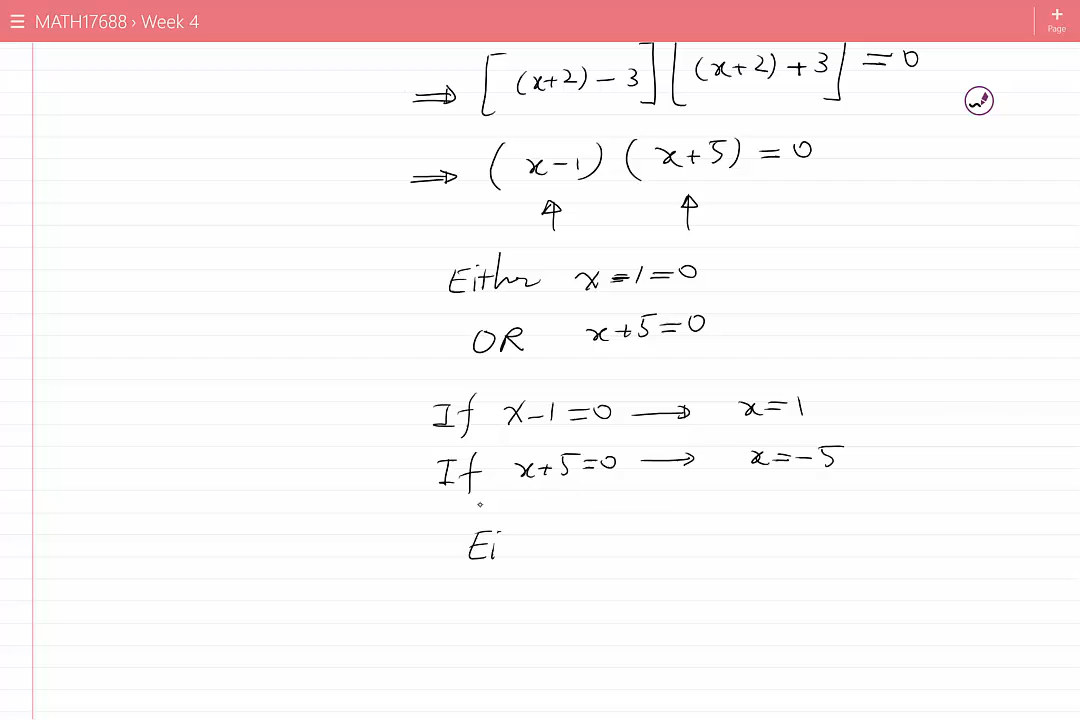 MATH17688 › Week 4
Page
⇒ [(x+2)-3][(x+2)+3]=0
⇒ (x-1)(x+5)=0
↑ ↑
Either x-1=0
OR x+5=0
If x-1=0 → x=1
If x+5=0 → x=-5
Ei